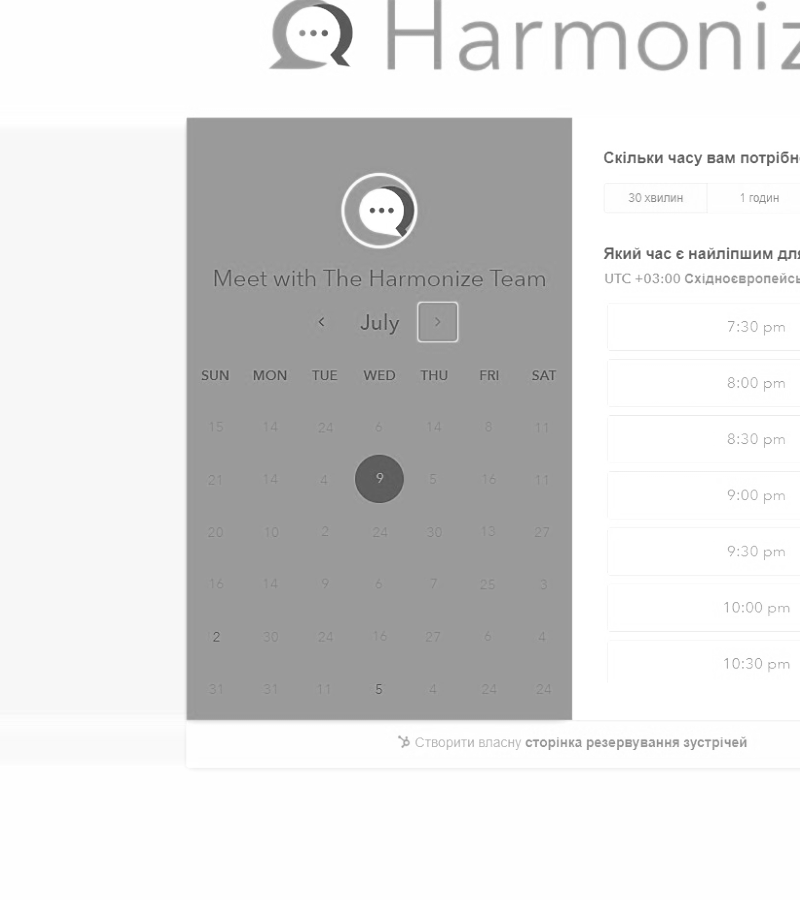 Harmoniz
Meet with The Harmonize Team
July
SUN MON TUE WED THU FRI SAT
15 14 24 6 14 8 11
21 14 4 9 5 16 11
20 10 2 24 30 13 27
16 14 9 6 7 25 3
2 30 24 16 27 6 4
31 31 11 5 4 24 24
Скільки часу вам потрібн
30 хвилин 1 годин
Який час є найліпшим для
UTC +03:00 Східноєвропейсь
7:30 pm
8:00 pm
8:30 pm
9:00 pm
9:30 pm
10:00 pm
10:30 pm
Створити власну сторінка резервування зустрічей